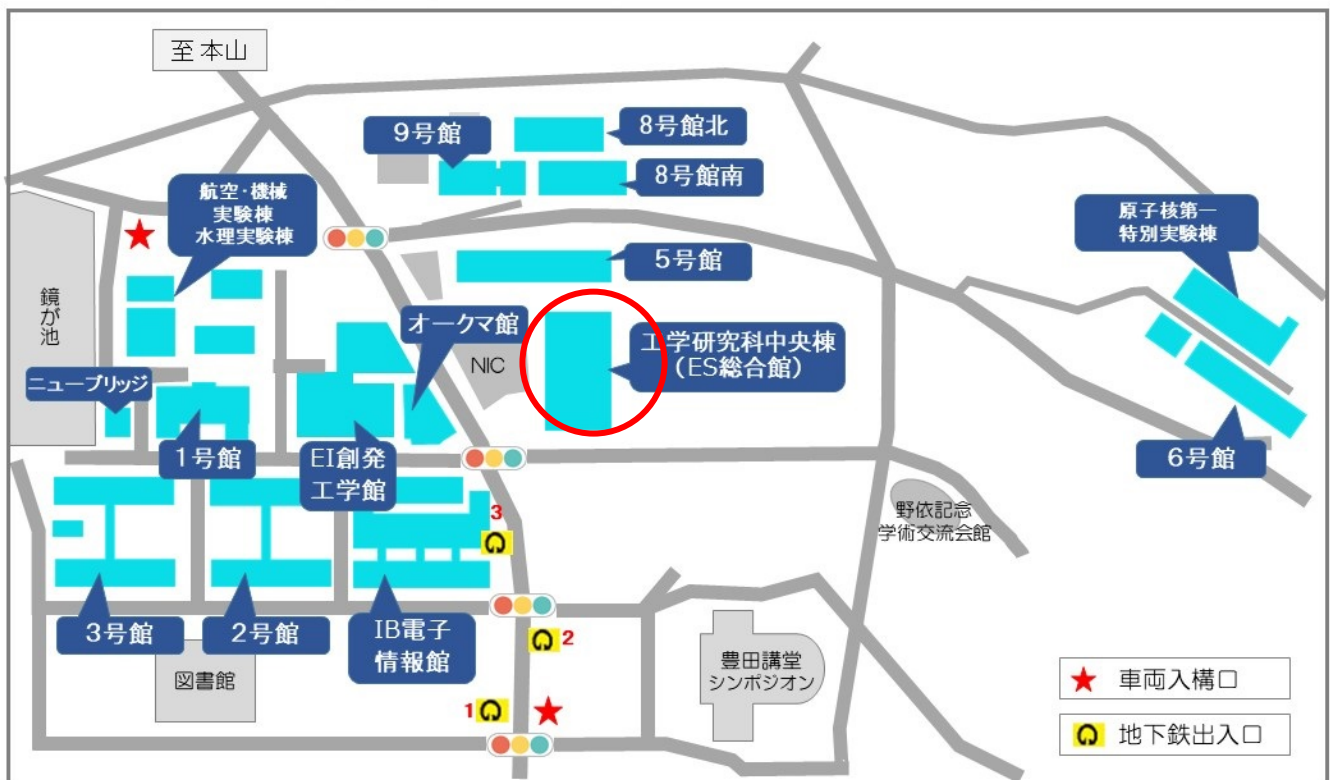 至 本山
9号館
8号館北
8号館南
航空・機械
実験棟
水理実験棟
原子核第一
特別実験棟
5号館
鏡が池
オークマ館
NIC
工学研究科中央棟
（ES総合館）
ニューブリッジ
1号館
EI創発
工学館
6号館
野依記念
学術交流会館
3
3号館
2号館
IB電子
情報館
2
図書館
豊田講堂
シンポジオン
1
車両入構口
地下鉄出入口